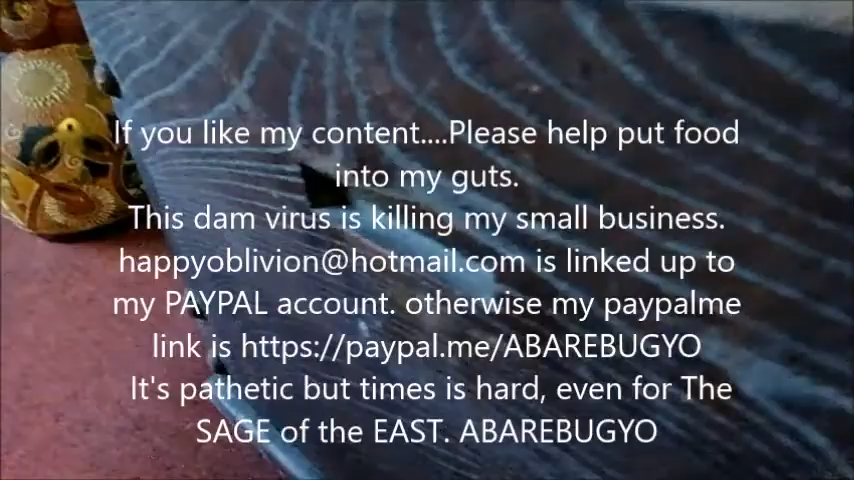 If you like my content....Please help put food
into my guts.
This dam virus is killing my small business.
happyoblivion@hotmail.com is linked up to
my PAYPAL account. otherwise my paypalme
link is https://paypal.me/ABAREBUGYO
It's pathetic but times is hard, even for The
SAGE of the EAST. ABAREBUGYO